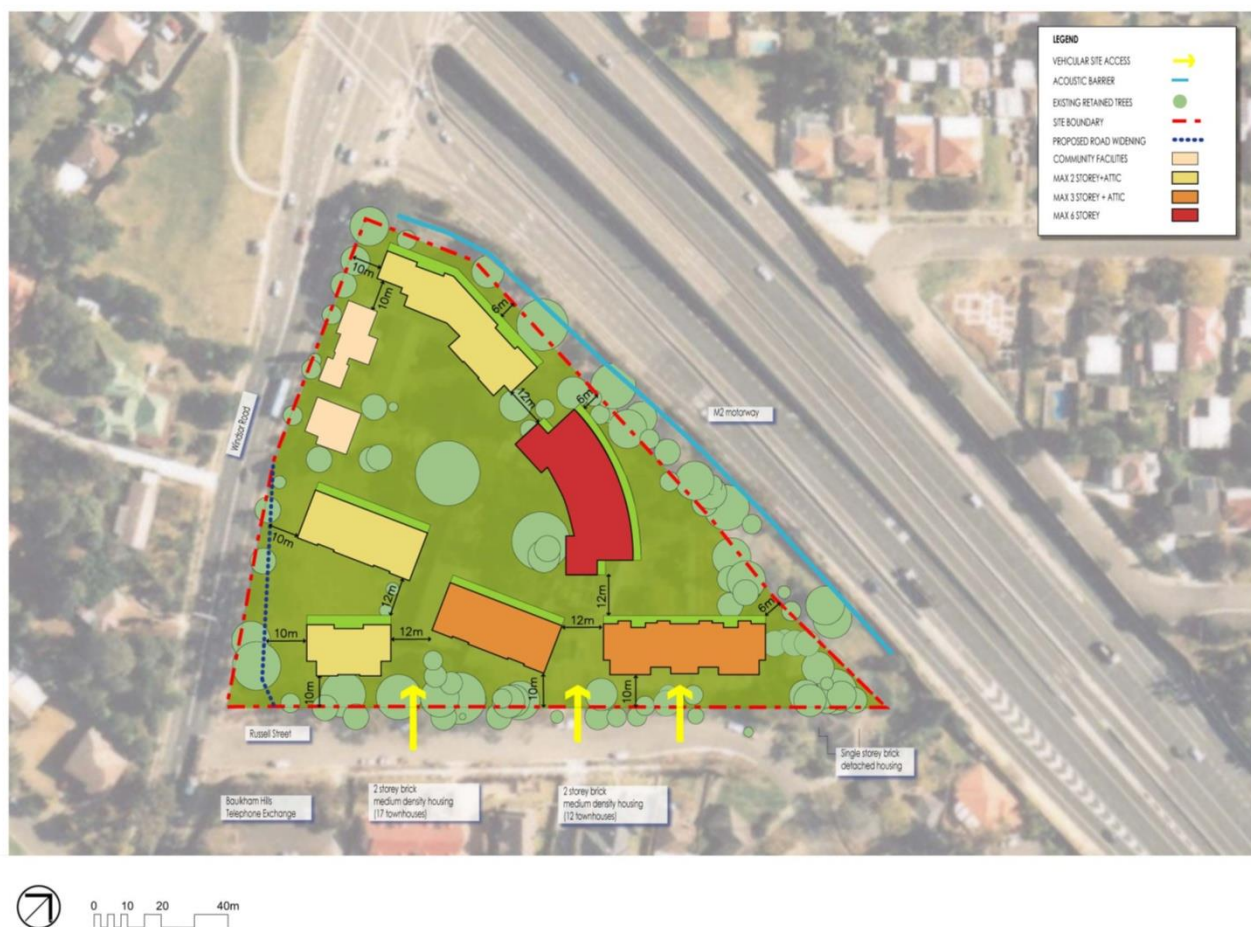 LEGEND
VEHCULAR SITE ACCESS
ACOUSTIC BARRIER
EXISTING RETAINED TREES
SITE BOUNDARY
PROPOSED ROAD WIDENING
COMMUNITY FACILITIES
MAX 2 STOREY+ATTIC
MAX 3 STOREY + ATTIC
MAX 6 STOREY
10m
10m
6m
12m
6m
M2 motorway
Windsor Road
10m
12m
12m
6m
10m
12m
12m
10m
10m
10m
Russell Street
Single storey brick
detached housing
Baulkham Hills
Telephone Exchange
2 storey brick
medium density housing
(17 townhouses)
2 storey brick
medium density housing
(12 townhouses)
0 10 20 40m